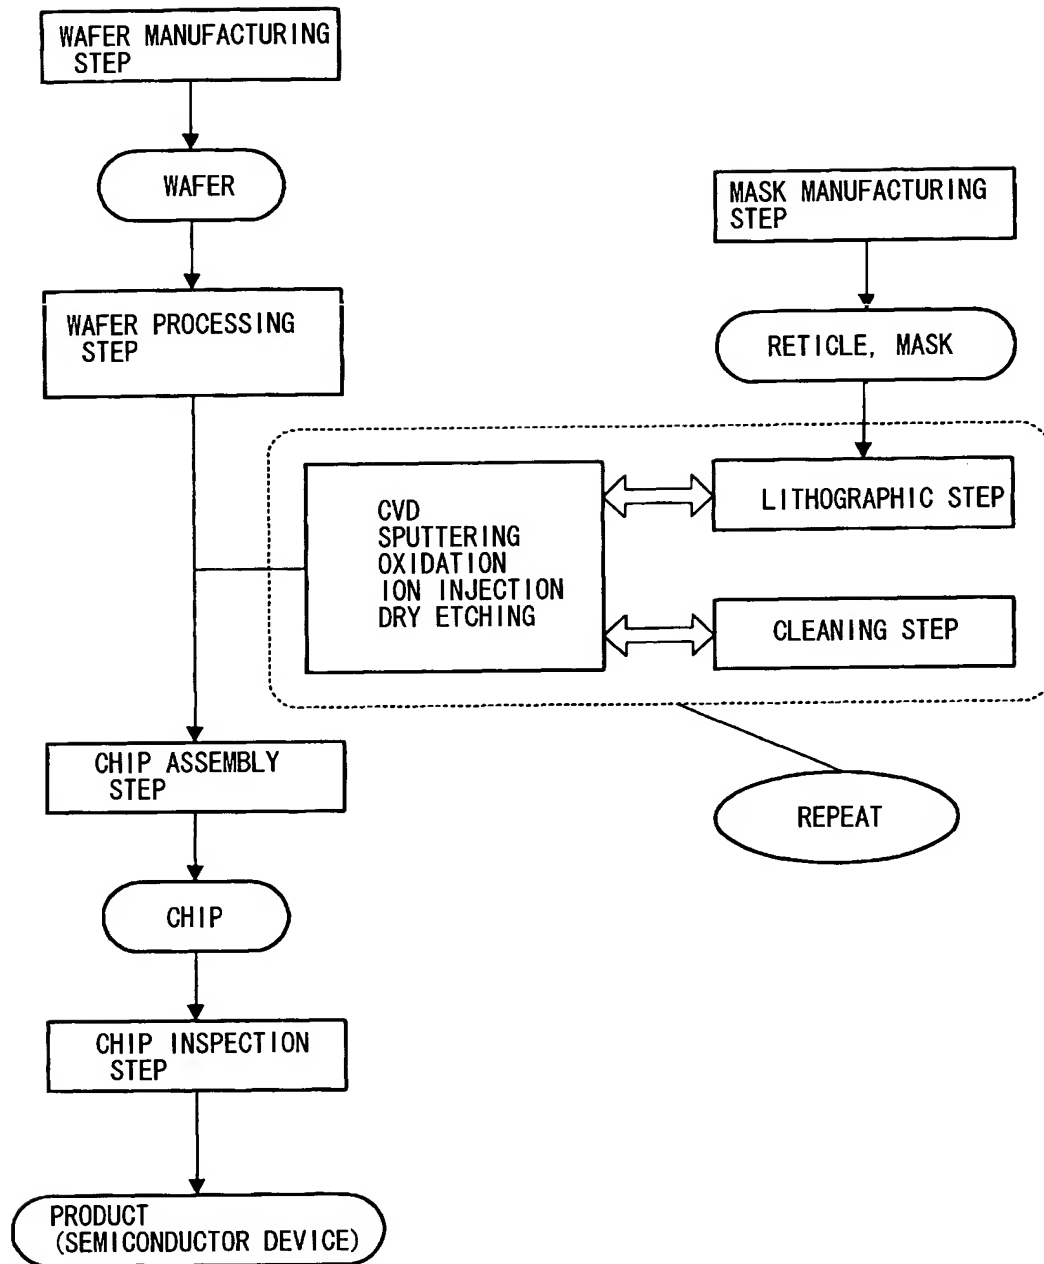 WAFER MANUFACTURING
STEP
WAFER
MASK MANUFACTURING
STEP
WAFER PROCESSING
STEP
RETICLE, MASK
CVD
SPUTTERING
OXIDATION
ION INJECTION
DRY ETCHING
LITHOGRAPHIC STEP
CLEANING STEP
CHIP ASSEMBLY
STEP
REPEAT
CHIP
CHIP INSPECTION
STEP
PRODUCT
(SEMICONDUCTOR DEVICE)